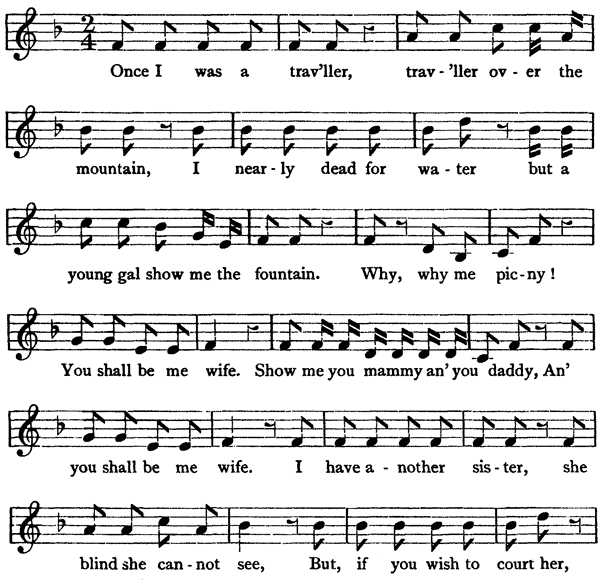 2
4
Once I was a trav'ller, trav-'ller ov-er the
mountain, I near-ly dead for wa-ter but a
young gal show me the fountain. Why, why me pic-ny!
You shall be me wife. Show me you mammy an' you daddy, An'
you shall be me wife. I have a-nother sis-ter, she
blind she can-not see, But, if you wish to court her,